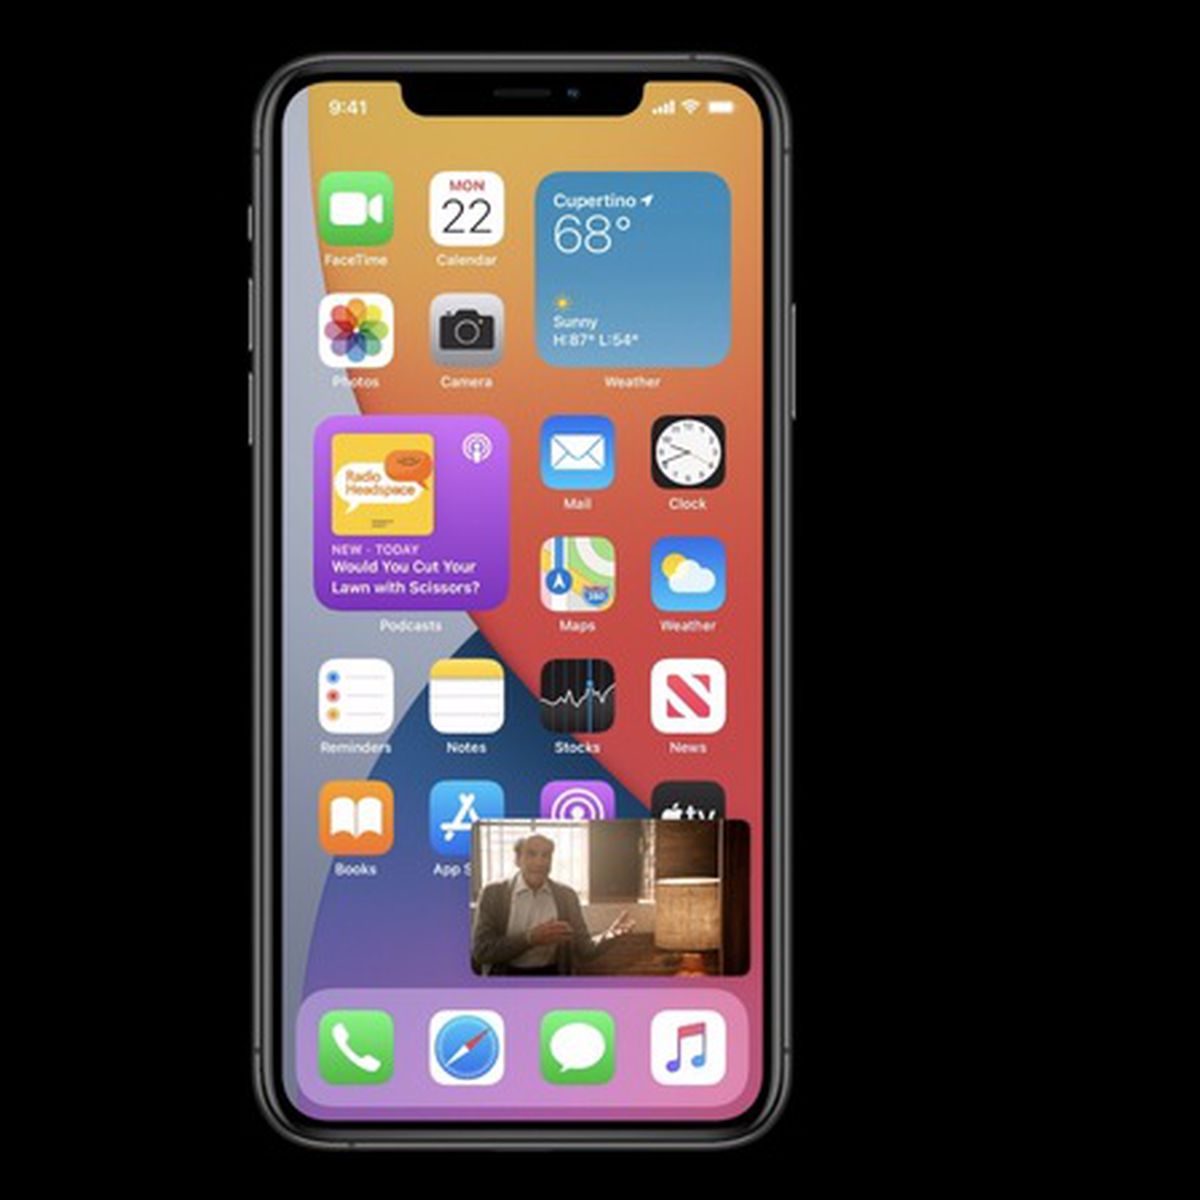 9:41
MON
22
FaceTime
Calendar
Cupertino
68°
Sunny
H:87° L:54°
Photos
Camera
Weather
Radio
Headspace
NEW - TODAY
Would You Cut Your
Lawn with Scissors?
Podcasts
Mail
Clock
280
Maps
Weather
Reminders
Notes
Stocks
News
tv
Books
App S